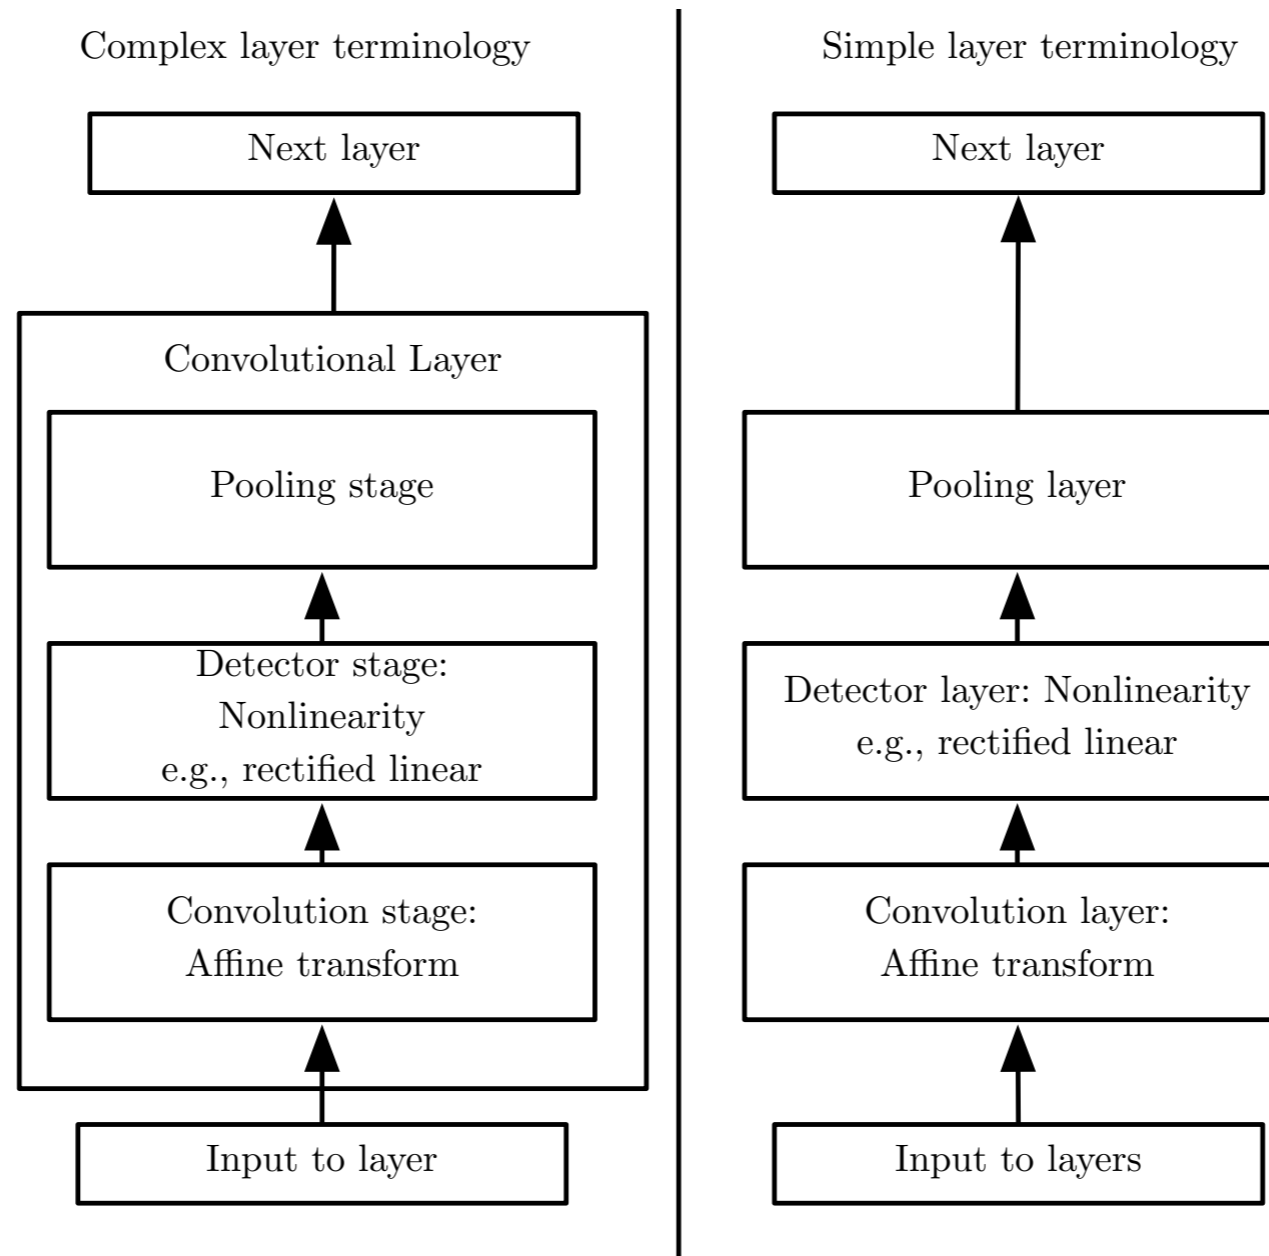 Complex layer terminology
Next layer
Convolutional Layer
Pooling stage
Detector stage:
Nonlinearity
e.g., rectified linear
Convolution stage:
Affine transform
Input to layer
Simple layer terminology
Next layer
Pooling layer
Detector layer: Nonlinearity
e.g., rectified linear
Convolution layer:
Affine transform
Input to layers